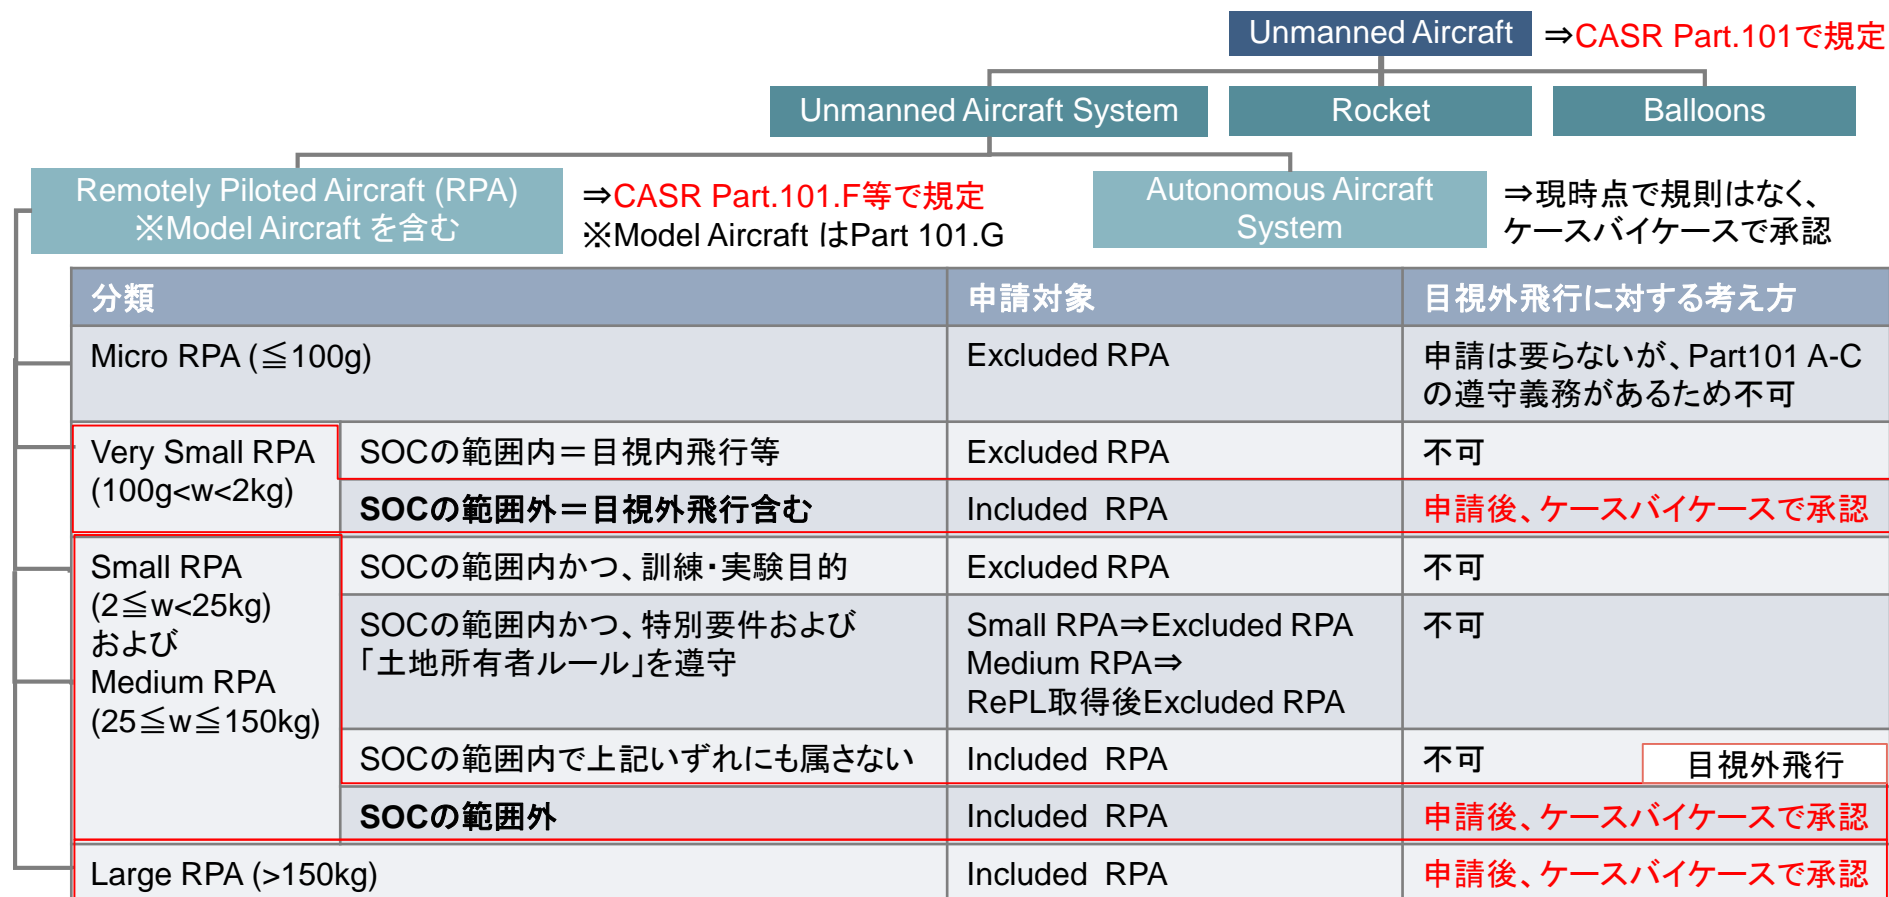 Unmanned Aircraft
⇒CASR Part.101で規定
Unmanned Aircraft System
Rocket
Balloons
Remotely Piloted Aircraft (RPA)
※Model Aircraft を含む
⇒CASR Part.101.F等で規定
※Model Aircraft はPart 101.G
Autonomous Aircraft
System
⇒現時点で規則はなく、
ケースバイケースで承認
分類
申請対象
目視外飛行に対する考え方
Micro RPA (≦100g)
Excluded RPA
申請は要らないが、Part101 A-C
の遵守義務があるため不可
Very Small RPA
(100g<w<2kg)
SOCの範囲内＝目視内飛行等
Excluded RPA
不可
SOCの範囲外＝目視外飛行含む
Included RPA
申請後、ケースバイケースで承認
Small RPA
(2≦w<25kg)
および
Medium RPA
(25≦w≦150kg)
SOCの範囲内かつ、訓練・実験目的
Excluded RPA
不可
SOCの範囲内かつ、特別要件および
「土地所有者ルール」を遵守
Small RPA⇒Excluded RPA
Medium RPA⇒
RePL取得後Excluded RPA
不可
SOCの範囲内で上記いずれにも属さない
Included RPA
不可
目視外飛行
SOCの範囲外
Included RPA
申請後、ケースバイケースで承認
Large RPA (>150kg)
Included RPA
申請後、ケースバイケースで承認